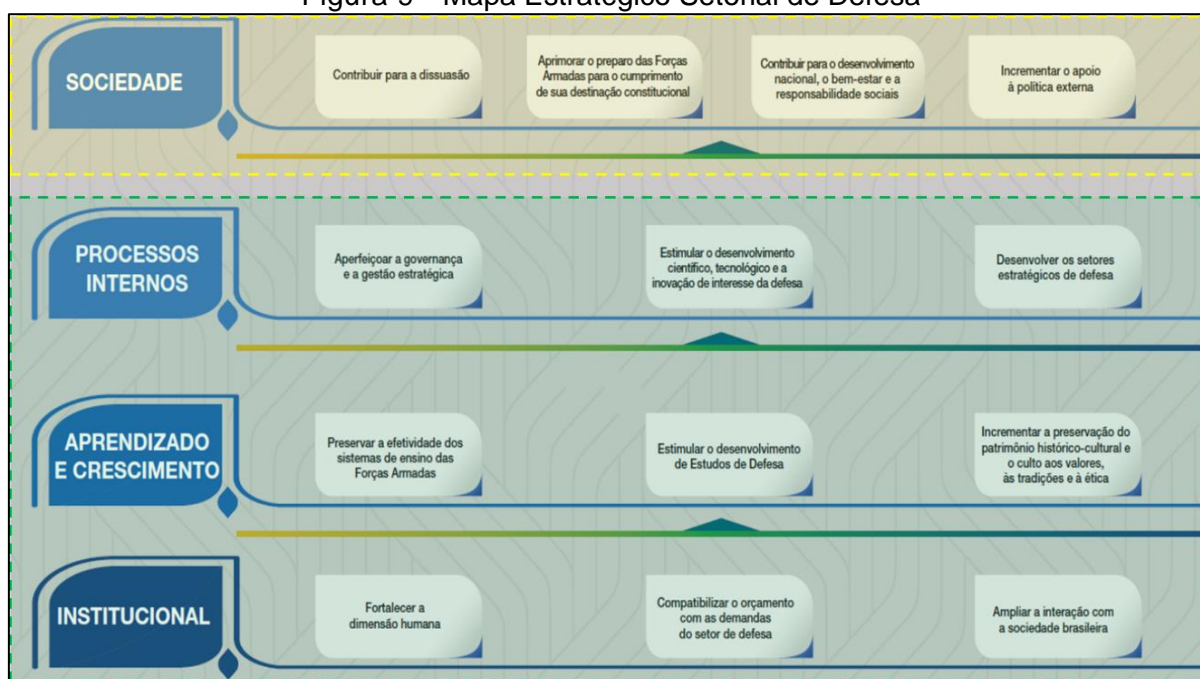 Figura 9 – Mapa Estratégico Setorial de Defesa
SOCIEDADE
Contribuir para a dissuasão
Aprimorar o preparo das Forças
Armadas para o cumprimento
de sua destinação constitucional
Contribuir para o desenvolvimento
nacional, o bem-estar e a
responsabilidade sociais
Incrementar o apoio
à política externa
PROCESSOS
INTERNOS
Aperfeiçoar a governança
e a gestão estratégica
Estimular o desenvolvimento
científico, tecnológico e a
inovação de interesse da defesa
Desenvolver os setores
estratégicos de defesa
APRENDIZADO
E CRESCIMENTO
Preservar a efetividade dos
sistemas de ensino das
Forças Armadas
Estimular o desenvolvimento
de Estudos de Defesa
Incrementar a preservação do
patrimônio histórico-cultural e
o culto aos valores,
às tradições e à ética
INSTITUCIONAL
Fortalecer a
dimensão humana
Compatibilizar o orçamento
com as demandas
do setor de defesa
Ampliar a interação com
a sociedade brasileira